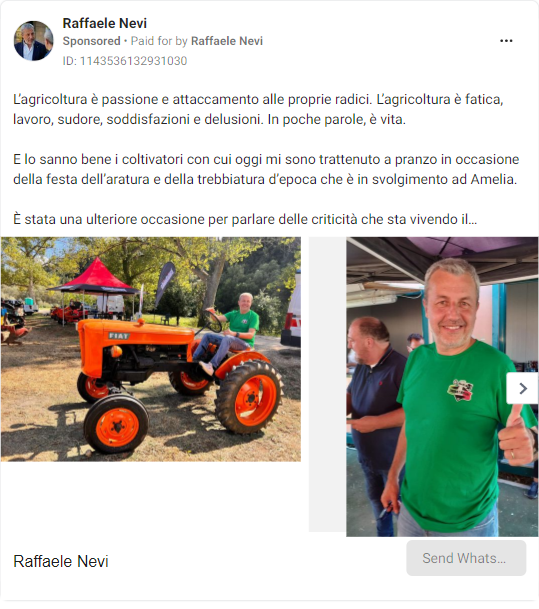 Raffaele Nevi
Sponsored • Paid for by Raffaele Nevi
ID: 1143536132931030
L'agricoltura è passione e attaccamento alle proprie radici. L'agricoltura è fatica,
lavoro, sudore, soddisfazioni e delusioni. In poche parole, è vita.
E lo sanno bene i coltivatori con cui oggi mi sono trattenuto a pranzo in occasione
della festa dell'aratura e della trebbiatura d'epoca che è in svolgimento ad Amelia.
È stata una ulteriore occasione per parlare delle criticità che sta vivendo il...
FIAT
Raffaele Nevi
Send Whats...